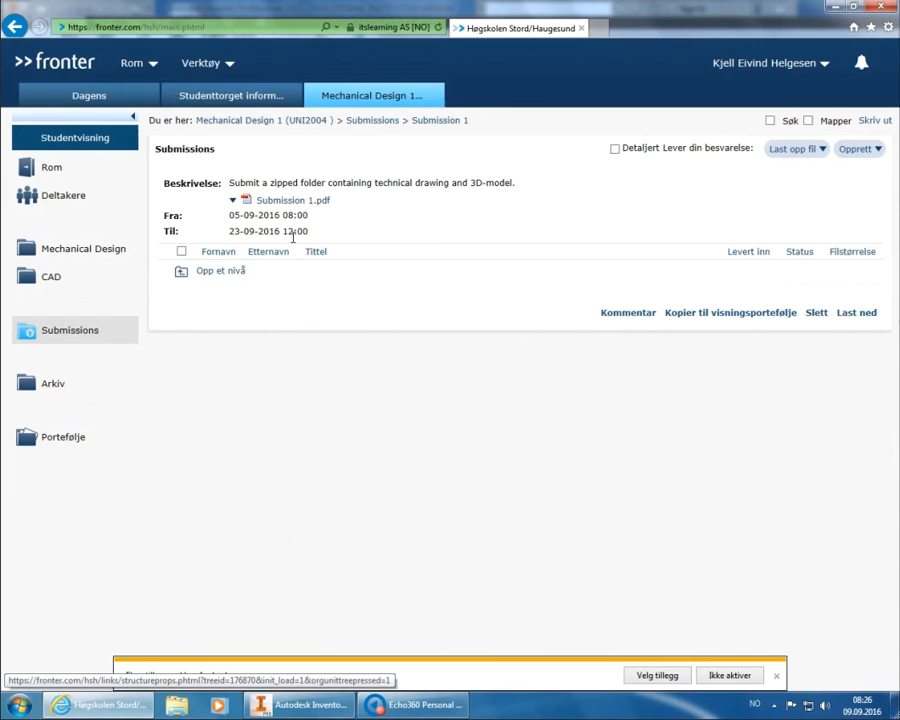 https://fronter.com/hsh/main.phtml
itslearning AS [NO]
>> Høgskolen Stord/Haugesund
>>fronter
Rom
Verktøy
Kjell Eivind Helgesen
Dagens
Studenttorget inform...
Mechanical Design 1...
Du er her: Mechanical Design 1 (UNI2004 ) > Submissions > Submission 1
Søk
Mapper
Skriv ut
Studentvisning
Submissions
Detaljert Lever din besvarelse:
Last opp fil
Opprett
Rom
Deltakere
Mechanical Design
CAD
Submissions
Arkiv
Portefølje
Beskrivelse: Submit a zipped folder containing technical drawing and 3D-model.
Submission 1.pdf
Fra: 05-09-2016 08:00
Til: 23-09-2016 12:00
Fornavn Etternavn Tittel Levert inn Status Filstørrelse
Opp et nivå
Kommentar Kopier til visningsportefølje Slett Last ned
Velg tillegg
Ikke aktiver
https://fronter.com/hsh/links/structureprops.phtml?treeid=176870&init_load=1&orgunittreepressed=1
Høgskolen Stord/...
Autodesk Invento...
Echo360 Personal ...
NO
08:26
09.09.2016